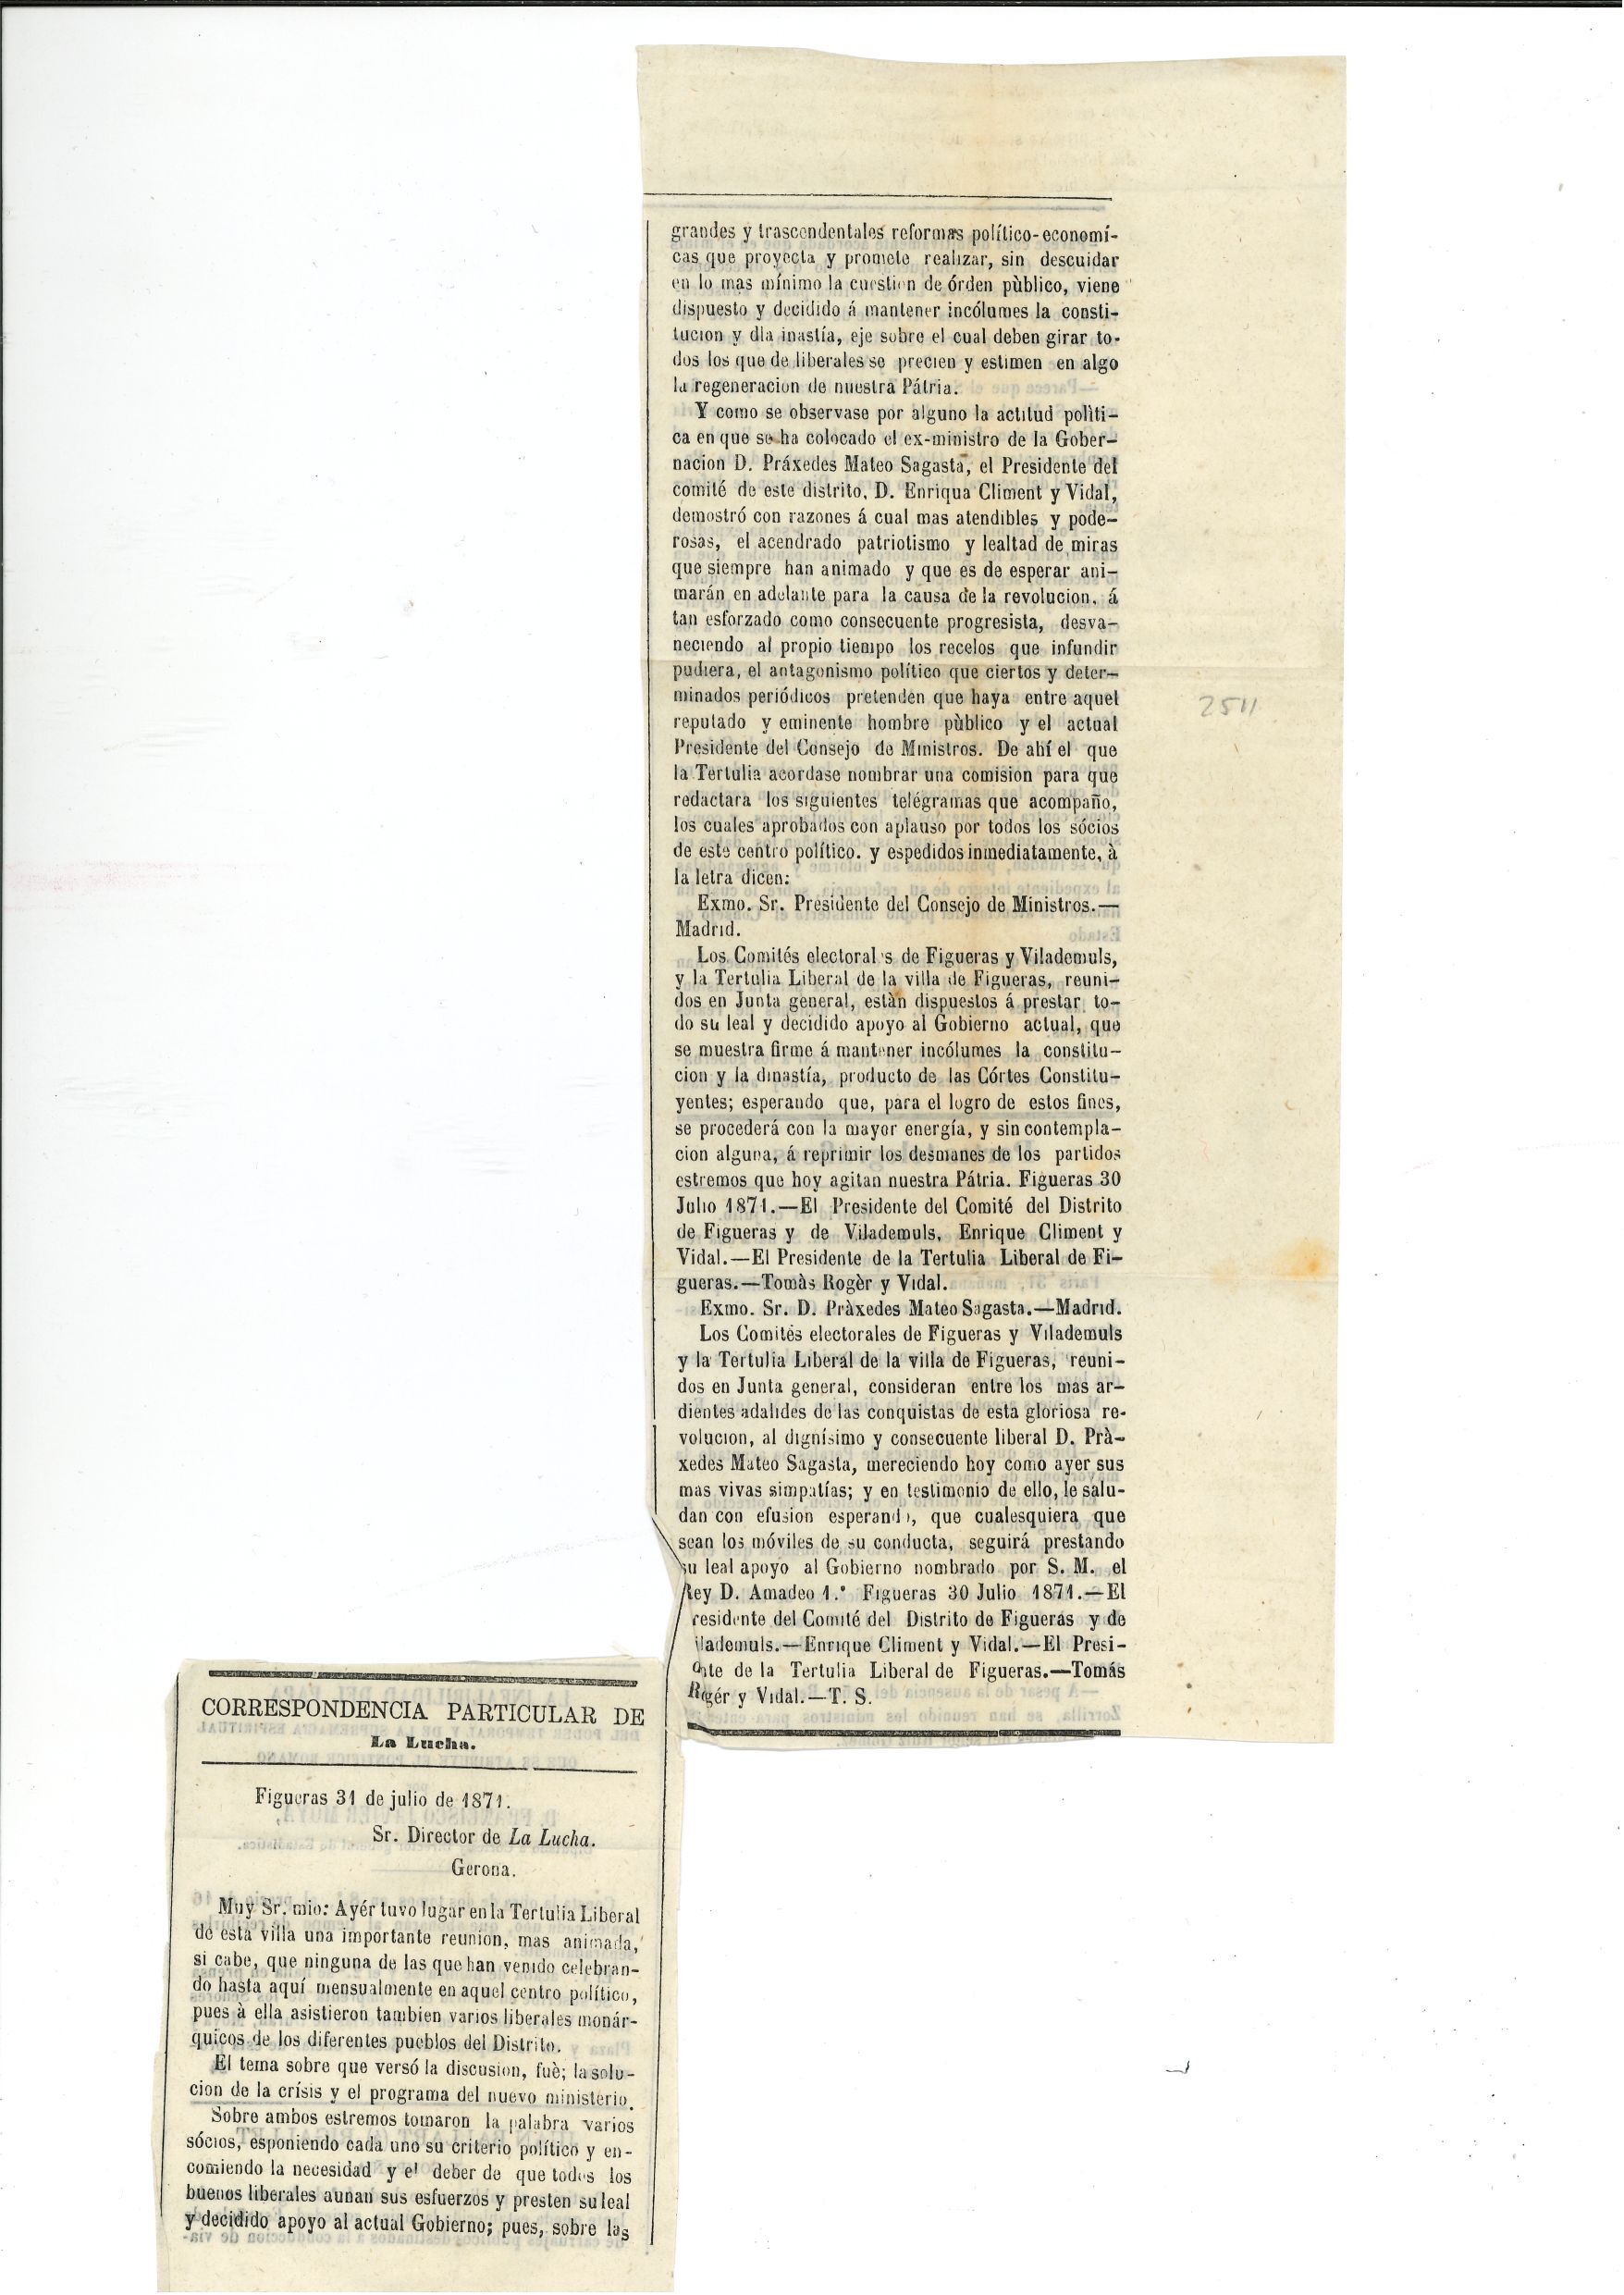 CORRESPONDENCIA PARTICULAR DE
La Lucha.
Figueras 31 de julio de 1871.
Sr. Director de La Lucha.
Gerona.
Muy Sr. mio: Ayér tuvo lugar en la Tertulia Liberal
de esta villa una importante reunion, mas animada,
si cabe, que ninguna de las que han venido celebran-
do hasta aquí mensualmente en aquel centro político,
pues à ella asistieron tambien varios liberales monár-
quicos de los diferentes pueblos del Distrito.
El tema sobre que versó la discusion, fuè; la solu-
cion de la crísis y el programa del nuevo ministerio.
Sobre ambos estremos tomaron la palabra varios
sócios, esponiendo cada uno su criterio político y en-
comiendo la necesidad y el deber de que todos los
buenos liberales aunan sus esfuerzos y presten su leal
y decidido apoyo al actual Gobierno; pues, sobre las
grandes y trascendentales reformas político-economi-
cas que proyecta y promete realizar, sin descuidar
en lo mas mínimo la cuestion de órden pùblico, viene
dispuesto y decidido á mantener incólumes la consti-
tucion y dla inastía, eje sobre el cual deben girar to-
dos los que de liberales se precien y estimen en algo
la regeneracion de nuestra Pátria.
Y como se observase por alguno la actitud politi-
ca en que se ha colocado el ex-ministro de la Gober-
nacion D. Práxedes Mateo Sagasta, el Presidente del
comité de este distrito, D. Enriqua Climent y Vidal,
demostró con razones á cual mas atendibles y pode-
rosas, el acendrado patriotismo y lealtad de miras
que siempre han animado y que es de esperar ani-
marán en adelante para la causa de la revolucion, á
tan esforzado como consecuente progresista, desva-
neciendo al propio tiempo los recelos que infundir
pudiera, el antagonismo político que ciertos y deter-
minados periódicos pretenden que haya entre aquel
reputado y eminente hombre pùblico y el actual
Presidente del Consejo de Ministros. De ahí el que
la Tertulia acordase nombrar una comision para que
redactara los siguientes telégramas que acompaño,
los cuales aprobados con aplauso por todos los sócios
de este centro político. y espedidos inmediatamente, à
la letra dicen:
Exmo. Sr. Presidente del Consejo de Ministros.—
Madrid.
Los Comités electoral s de Figueras y Vilademuls,
y la Tertulia Liberal de la villa de Figueras, reuni-
dos en Junta general, estàn dispuestos á prestar to-
do su leal y decidido apoyo al Gobierno actual, que
se muestra firme á mantener incólumes la constitu-
cion y la dinastía, producto de las Córtes Constitu-
yentes; esperando que, para el logro de estos fines,
se procederá con la mayor energía, y sin contempla-
cion alguna, á reprimir los desmanes de los partidos
estremos que hoy agitan nuestra Pátria. Figueras 30
Julio 1871.—El Presidente del Comité del Distrito
de Figueras y de Vilademuls, Enrique Climent y
Vidal.—El Presidente de la Tertulia Liberal de Fi-
gueras.—Tomàs Rogèr y Vidal.
Exmo. Sr. D. Pràxedes Mateo Sagasta.—Madrid.
Los Comités electorales de Figueras y Vilademuls
y la Tertulia Liberal de la villa de Figueras, reuni-
dos en Junta general, consideran entre los mas ar-
dientes adalides de las conquistas de esta gloriosa re-
volucion, al dignísimo y consecuente liberal D. Prà-
xedes Mateo Sagasta, mereciendo hoy como ayer sus
mas vivas simpatías; y en testimonio de ello, le salu-
dan con efusion esperando, que cualesquiera que
sean los móviles de su conducta, seguirá prestando
su leal apoyo al Gobierno nombrado por S. M. el
Rey D. Amadeo 1.º Figueras 30 Julio 1871.—El
residente del Comité del Distrito de Figueras y de
ilademuls.—Enrique Climent y Vidal.—El Presi-
nte de la Tertulia Liberal de Figueras.—Tomás
Rogér y Vidal.—T. S.
2511